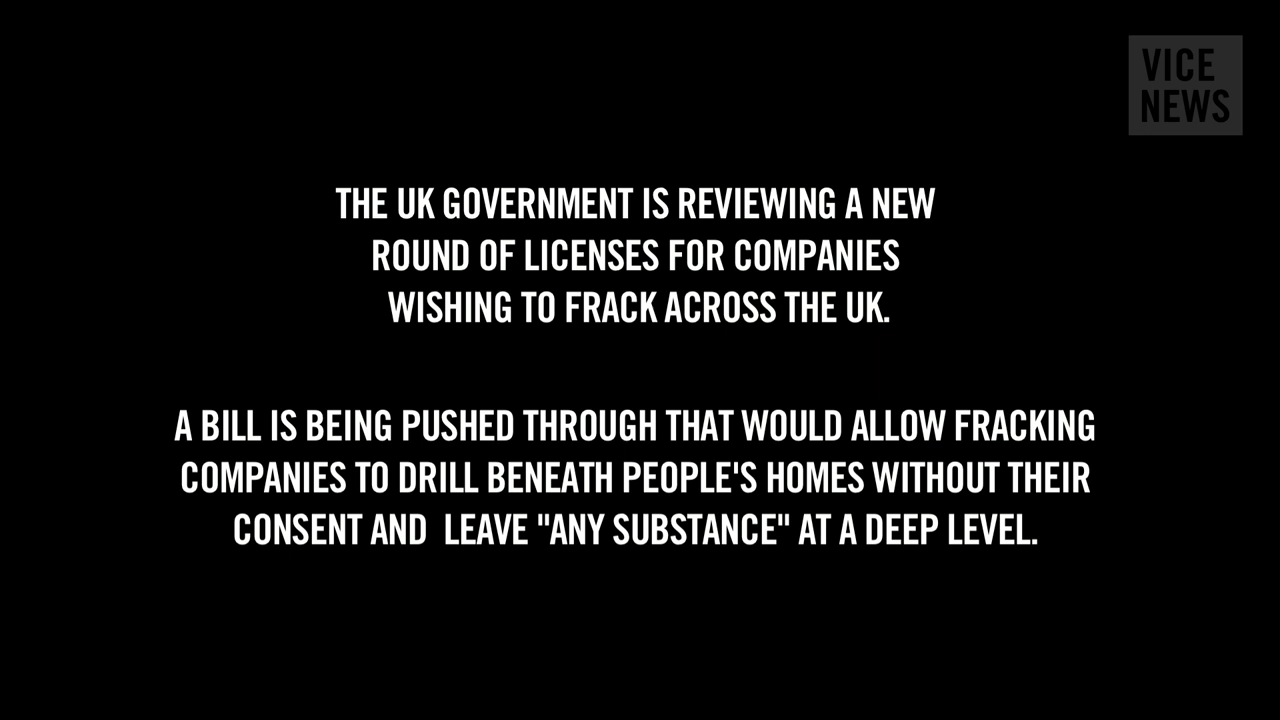 VICE
NEWS
THE UK GOVERNMENT IS REVIEWING A NEW
ROUND OF LICENSES FOR COMPANIES
WISHING TO FRACK ACROSS THE UK.
A BILL IS BEING PUSHED THROUGH THAT WOULD ALLOW FRACKING
COMPANIES TO DRILL BENEATH PEOPLE'S HOMES WITHOUT THEIR
CONSENT AND  LEAVE "ANY SUBSTANCE" AT A DEEP LEVEL.